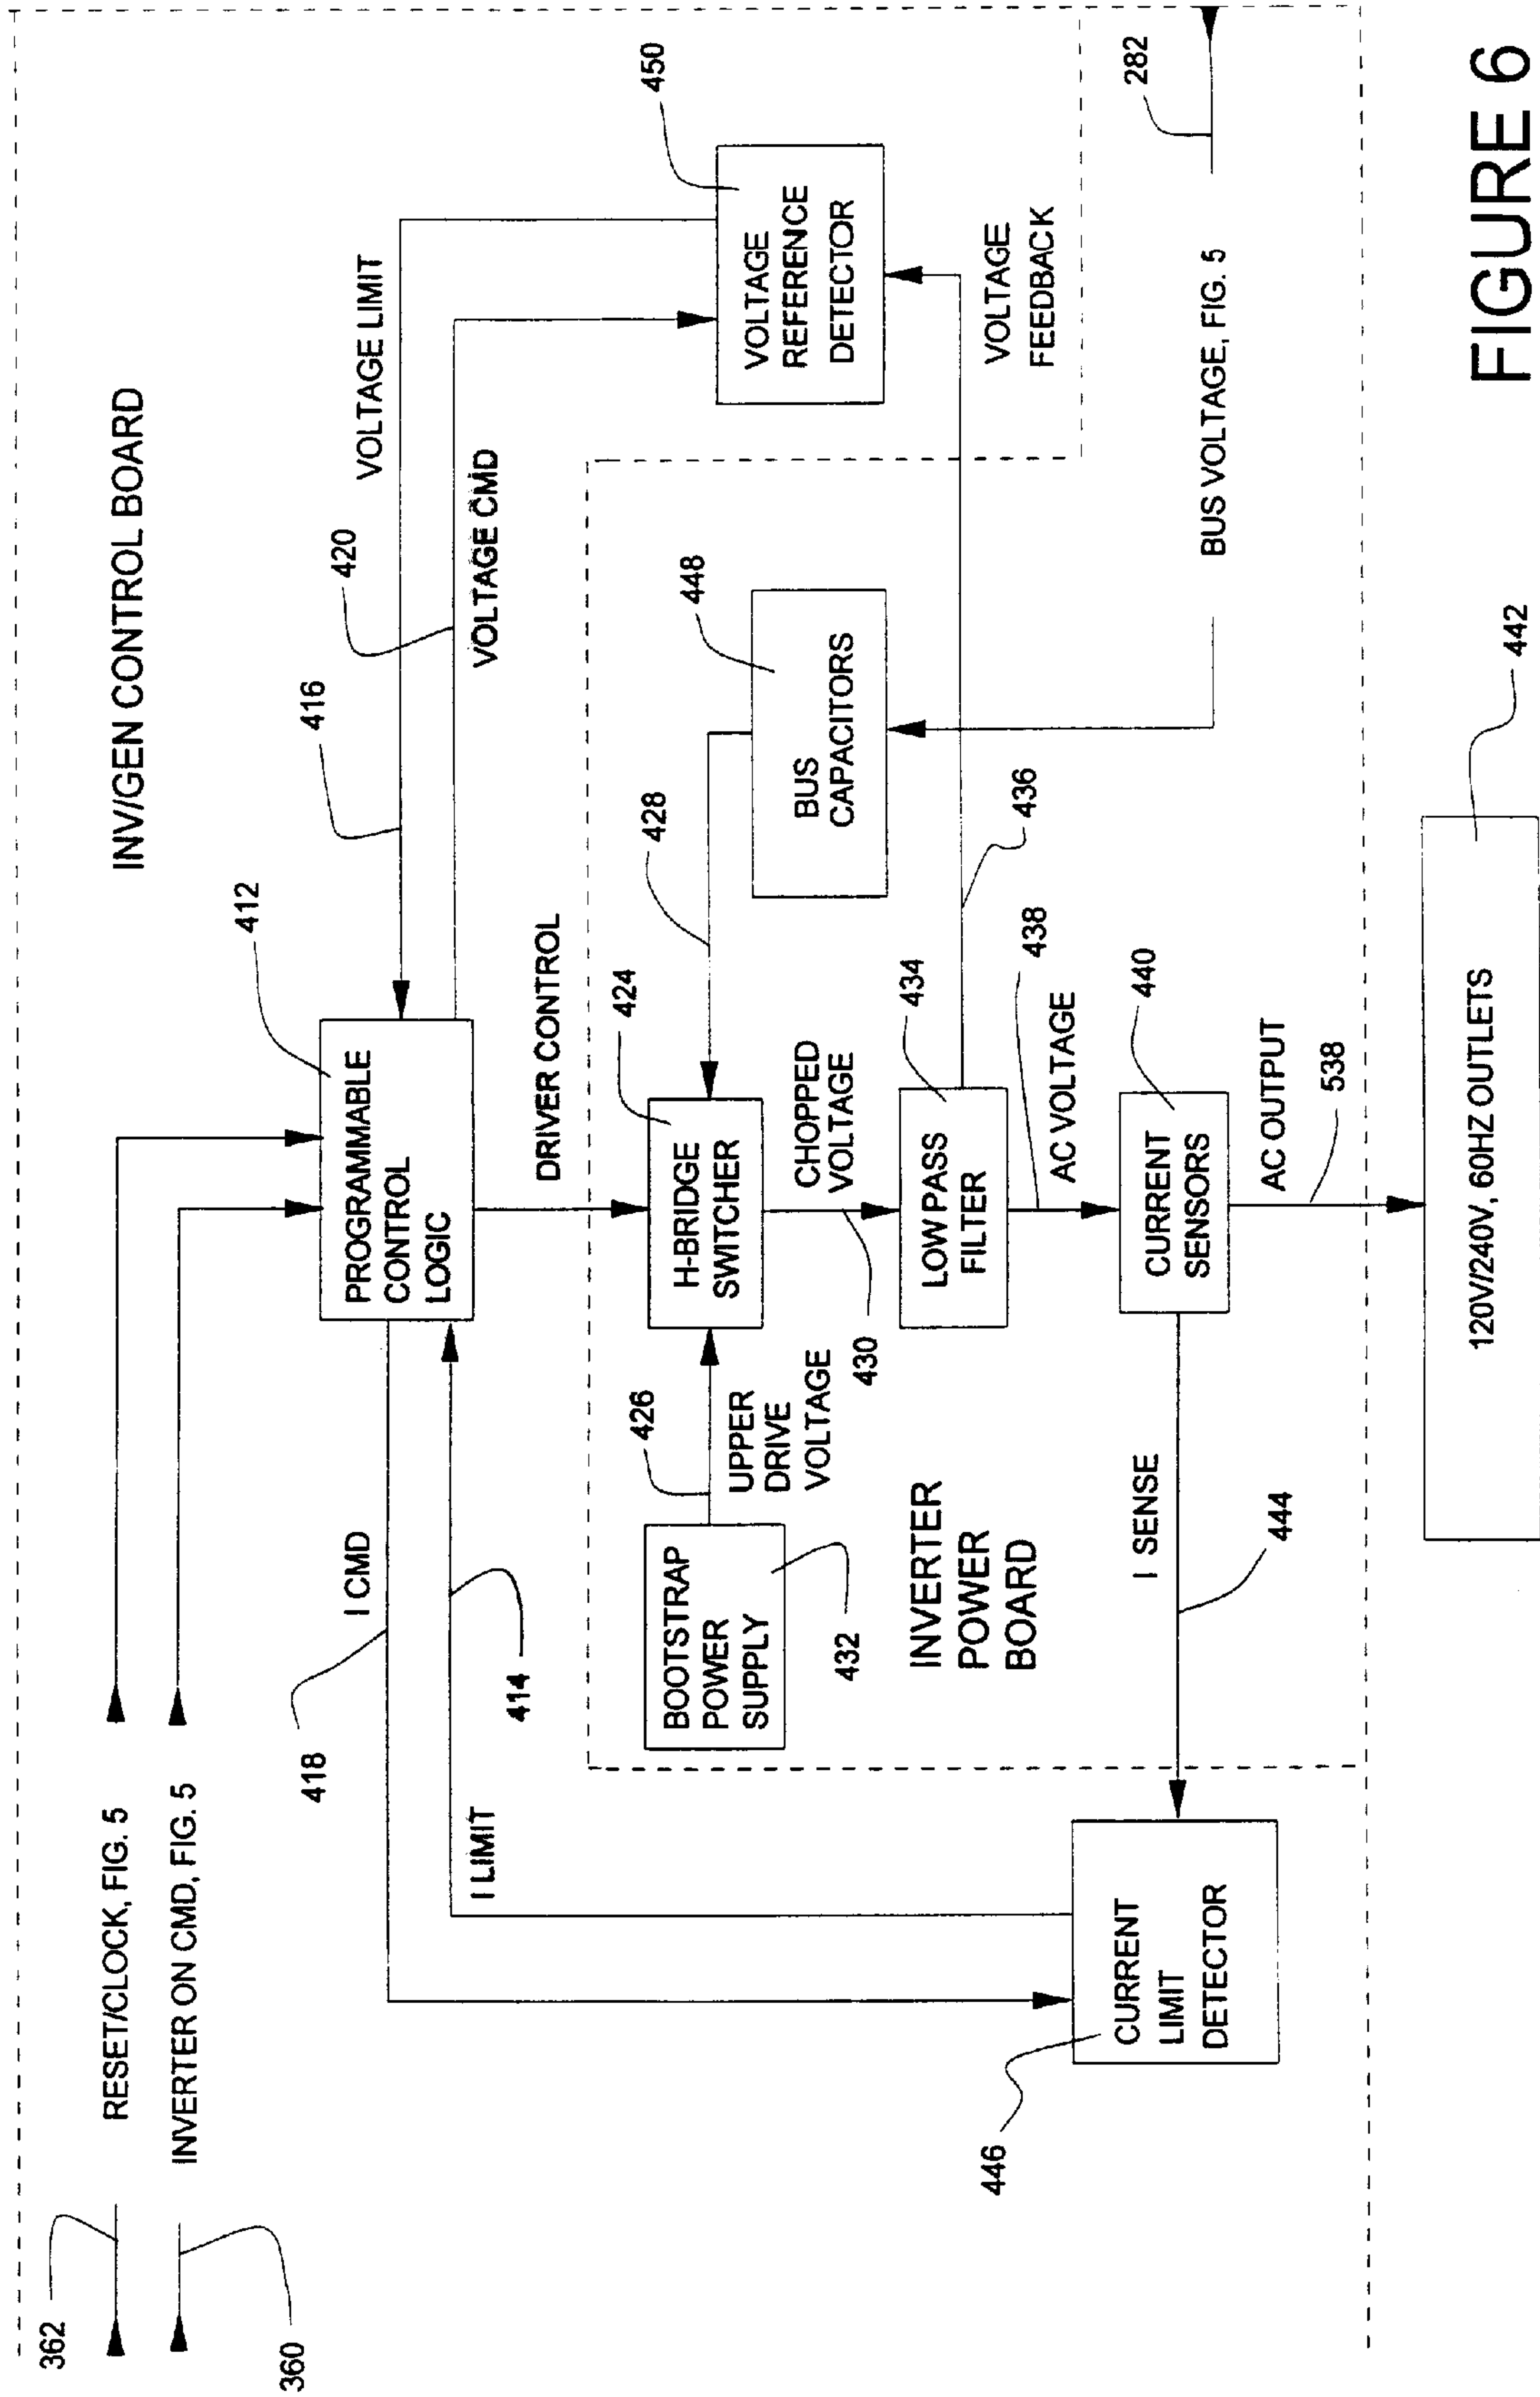 362
RESET/CLOCK, FIG. 5
360
INVERTER ON CMD, FIG. 5
INV/GEN CONTROL BOARD
418
I CMD
412
PROGRAMMABLE
CONTROL
LOGIC
416
420
VOLTAGE LIMIT
VOLTAGE CMD
450
VOLTAGE
REFERENCE
DETECTOR
I LIMIT
414
DRIVER CONTROL
BOOTSTRAP
POWER
SUPPLY
432
426
UPPER
DRIVE
VOLTAGE
424
H-BRIDGE
SWITCHER
428
448
BUS
CAPACITORS
CHOPPED
VOLTAGE
430
434
LOW PASS
FILTER
436
VOLTAGE
FEEDBACK
INVERTER
POWER
BOARD
438
AC VOLTAGE
446
CURRENT
LIMIT
DETECTOR
I SENSE
444
440
CURRENT
SENSORS
BUS VOLTAGE, FIG. 5
282
AC OUTPUT
538
120V/240V, 60HZ OUTLETS
442
FIGURE 6